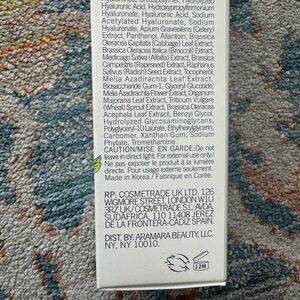 Hyaluronic Acid, Hydroxypropyltrimonium
Hyaluronate, Hyaluronic Acid, Sodium
Acetylated Hyaluronate, Sodium
Hyaluronate, Apium Graveolens (Celery)
Extract, Panthenol, Allantoin, Brassica
Oleracea Capitata (Cabbage) Leaf Extract,
Brassica Oleracea Italica (Broccoli) Extract,
Medicago Sativa (Alfalfa) Extract, Brassica
Campestris (Rapeseed) Extract, Raphanus
Sativus (Radish) Seed Extract, Tocopherol,
Melia Azadirachta Leaf Extract,
Biosaccharide Gum-1, Glyceryl Glucoside,
Melia Azadirachta Flower Extract, Origanum
Majorana Leaf Extract, Triticum Vulgare
(Wheat) Sprout Extract, Brassica Oleracea
Acephala Leaf Extract, Benzyl Glycol,
Hydrolyzed Glycosaminoglycans,
Polyglyceryl-10 Laurate, Ethylhexylglycerin,
Carbomer, Xanthan Gum, Sodium
Phytate, Tromethamine.
CAUTION/MISE EN GARDE: Do not
leave in direct light. For external use only/
Ne pas exposer le produit à la lumière
directe. Pour usage externe seulement.
Made in Korea / Fabriqué en Corée.
RP: COSMETRADE UK LTD. 126
WIGMORE STREET, LONDON W1U
3RZ UK/ COSMETRADE S.L. AVDA.
SUDAFRICA, 110 11408 JEREZ
DE LA FRONTERA-CADIZ SPAIN.
DIST. BY: ARAMARA BEAUTY, LLC.
NY, NY 10010.
12M